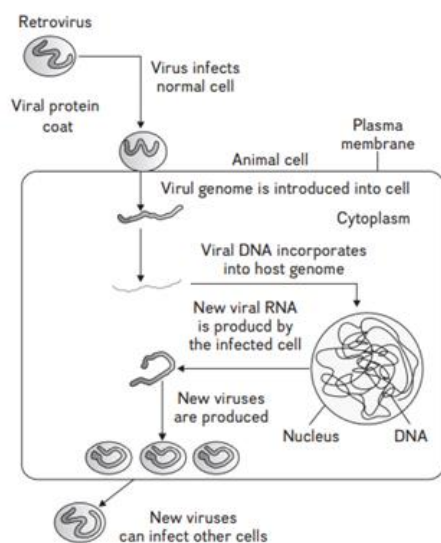 Retrovirus
Virus infects
normal cell
Viral protein
coat
Plasma
membrane
Animal cell
Virul genome is introduced into cell
Cytoplasm
Viral DNA incorporates
into host genome
New viral RNA
is producd by
the infected cell
New viruses
are produced
Nucleus
DNA
New viruses
can infect other cells